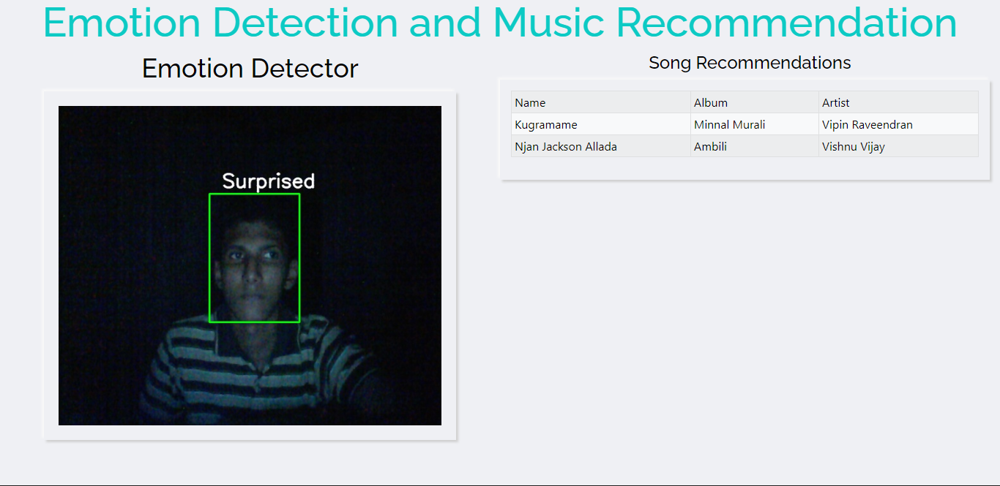 Emotion Detection and Music Recommendation
Emotion Detector
Surprised
Song Recommendations
Name Album Artist
Kugramame Minnal Murali Vipin Raveendran
Njan Jackson Allada Ambili Vishnu Vijay